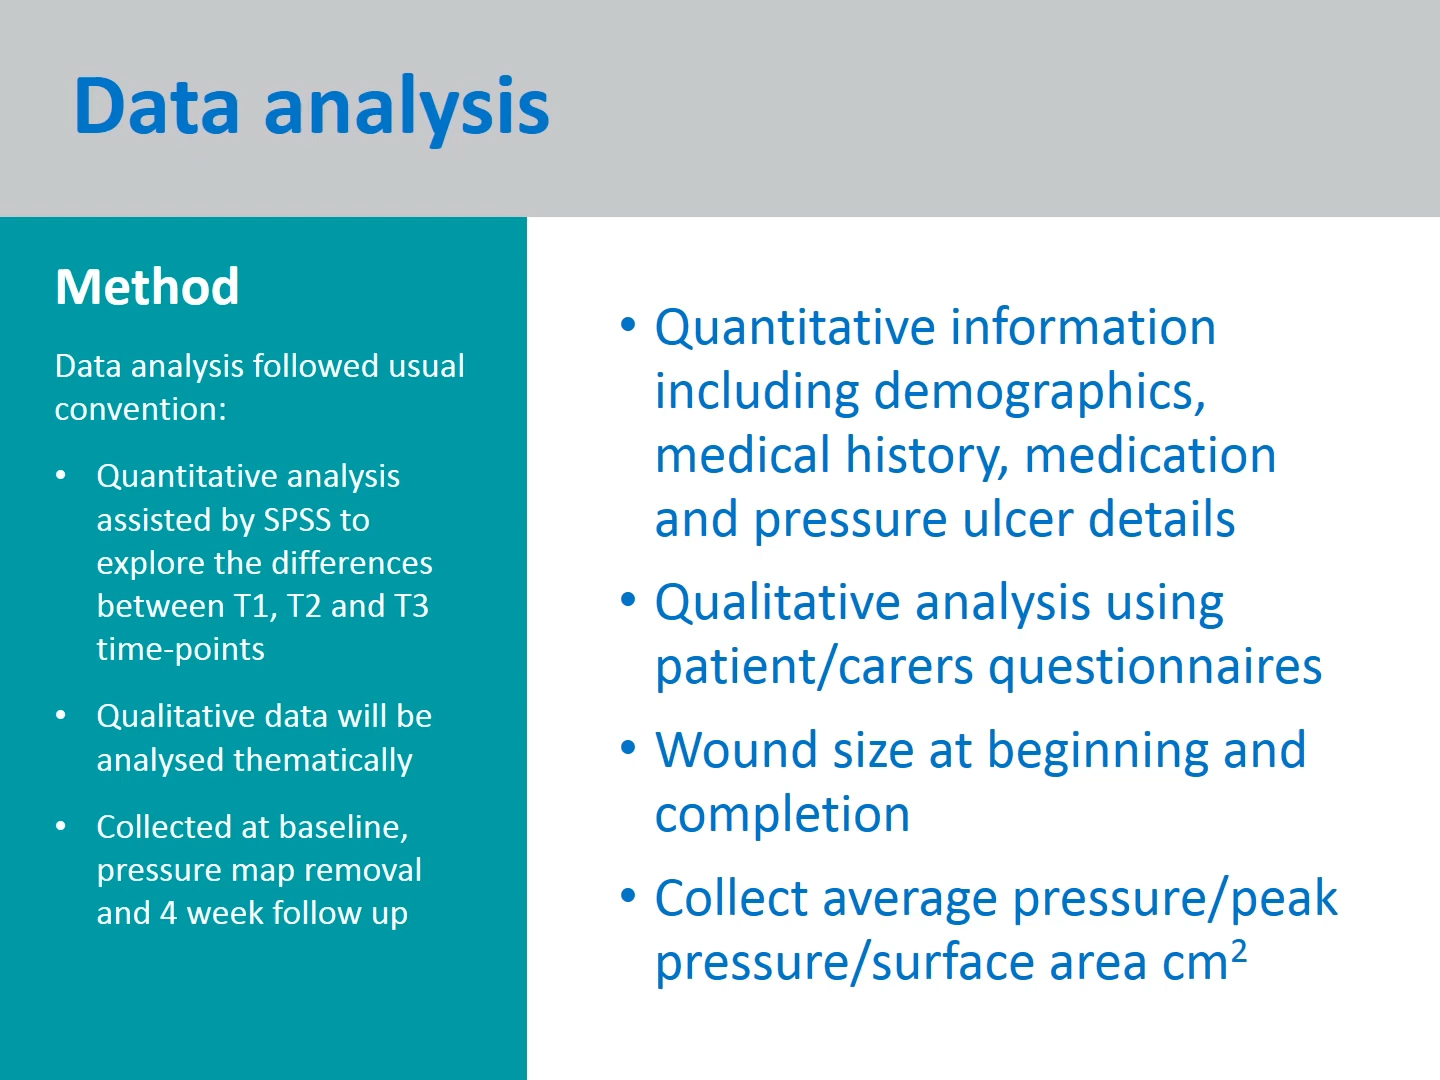 Data analysis
Method
Data analysis followed usual
convention:
• Quantitative analysis
assisted by SPSS to
explore the differences
between T1, T2 and T3
time-points
• Qualitative data will be
analysed thematically
• Collected at baseline,
pressure map removal
and 4 week follow up
• Quantitative information
including demographics,
medical history, medication
and pressure ulcer details
• Qualitative analysis using
patient/carers questionnaires
• Wound size at beginning and
completion
• Collect average pressure/peak
pressure/surface area cm²